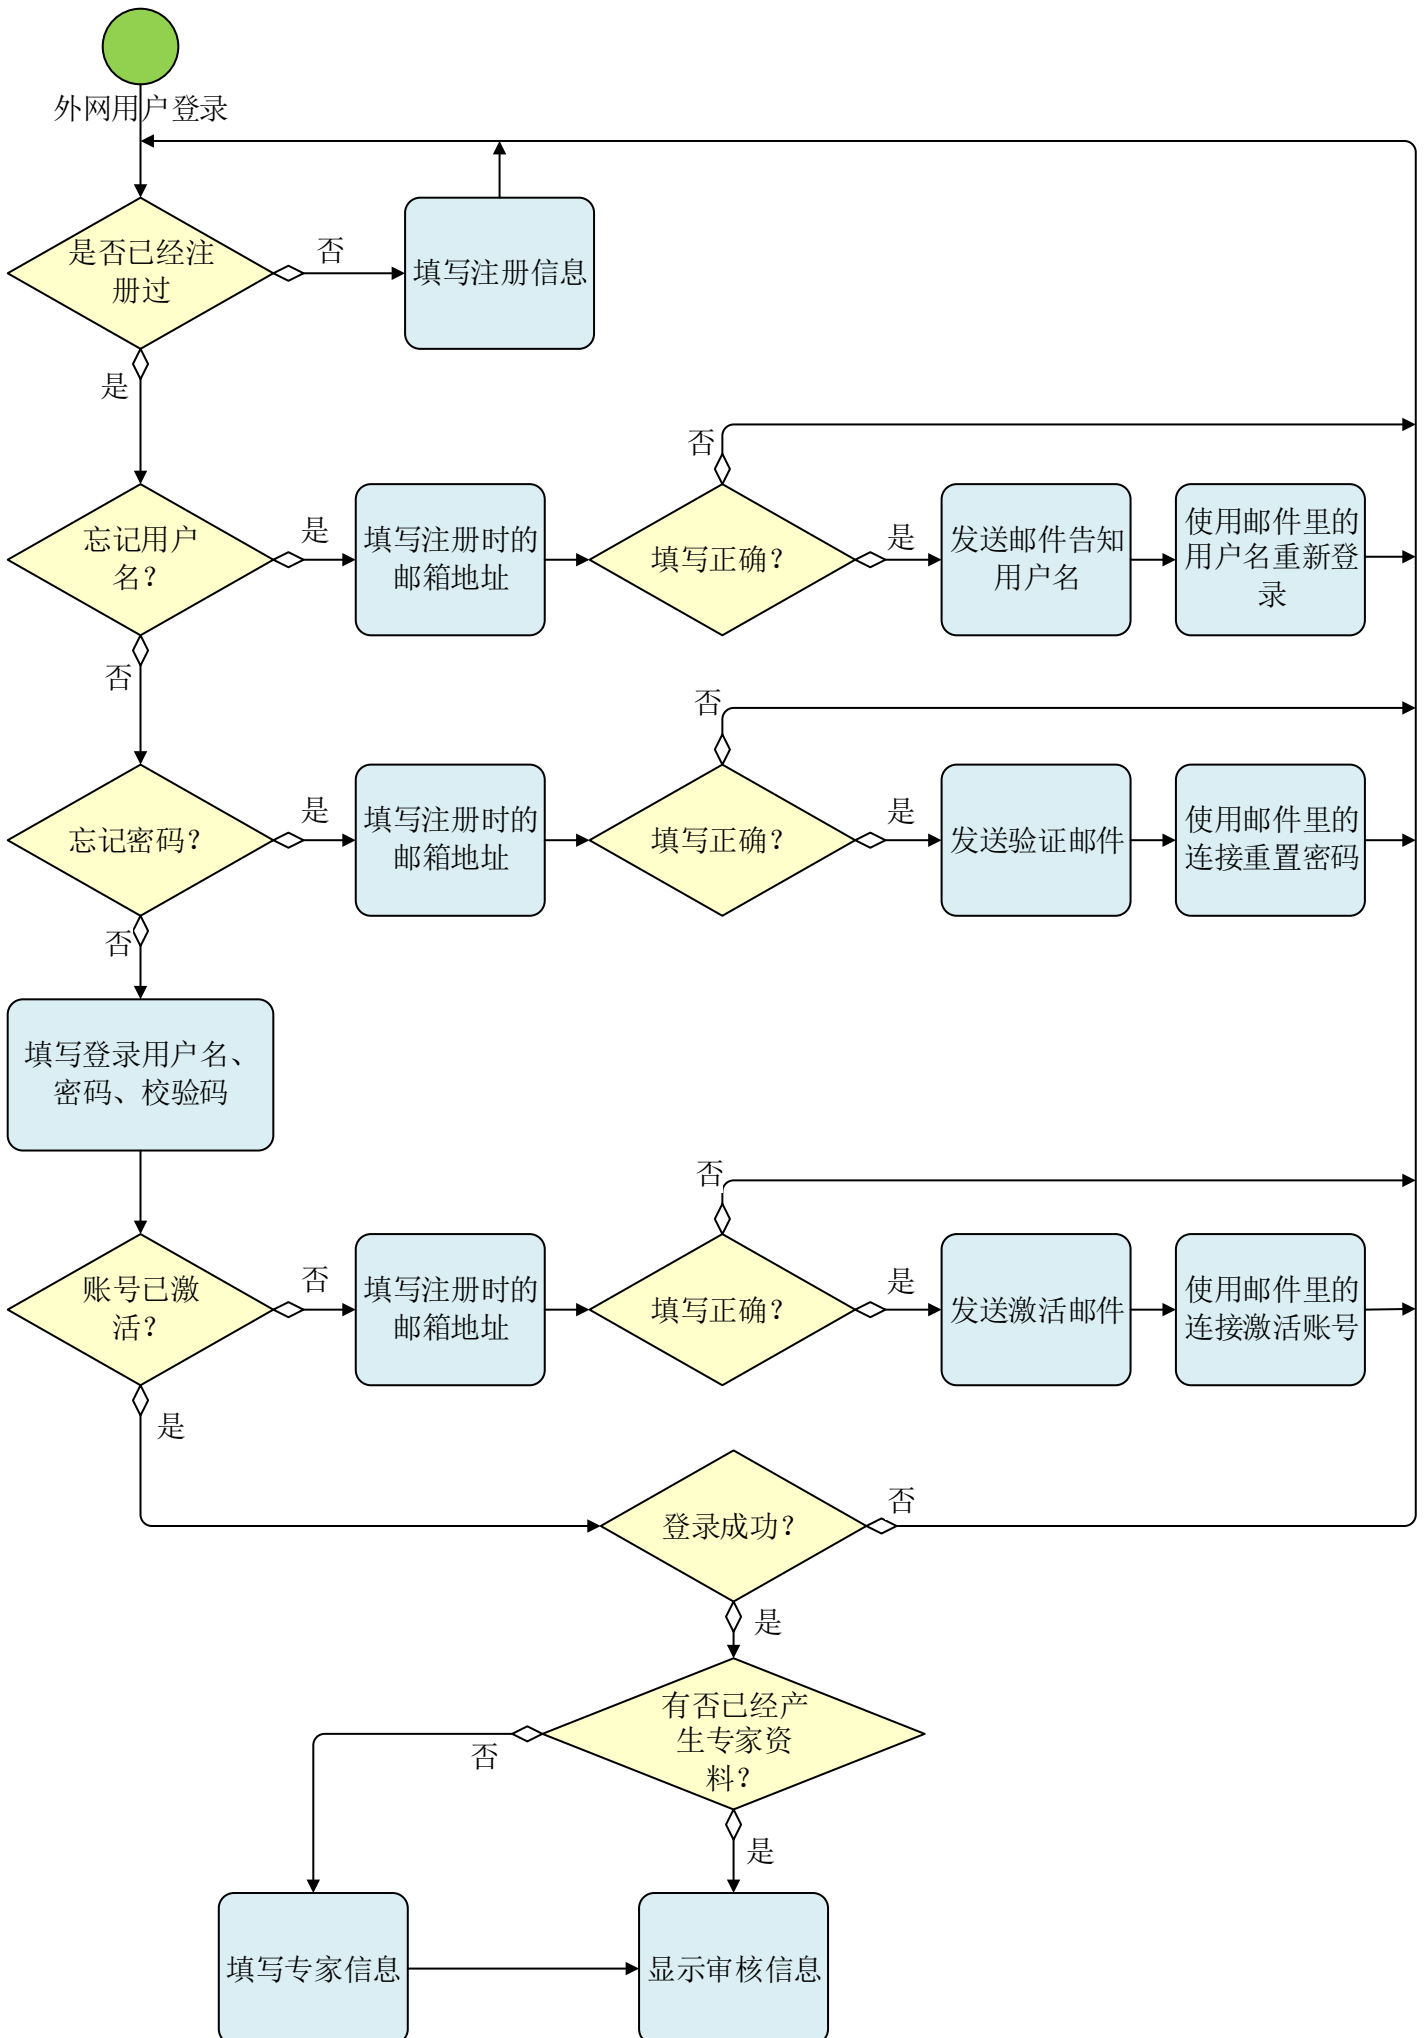 外网用户登录
是否已经注
册过
否
填写注册信息
是
忘记用户
名？
是
填写注册时的
邮箱地址
否
填写正确？
是
发送邮件告知
用户名
使用邮件里的
用户名重新登
录
否
忘记密码？
是
填写注册时的
邮箱地址
否
填写正确？
是
发送验证邮件
使用邮件里的
连接重置密码
否
填写登录用户名、
密码、校验码
账号已激
活？
否
填写注册时的
邮箱地址
否
填写正确？
是
发送激活邮件
使用邮件里的
连接激活账号
是
登录成功？
否
是
有否已经产
生专家资
料？
否
是
填写专家信息
显示审核信息